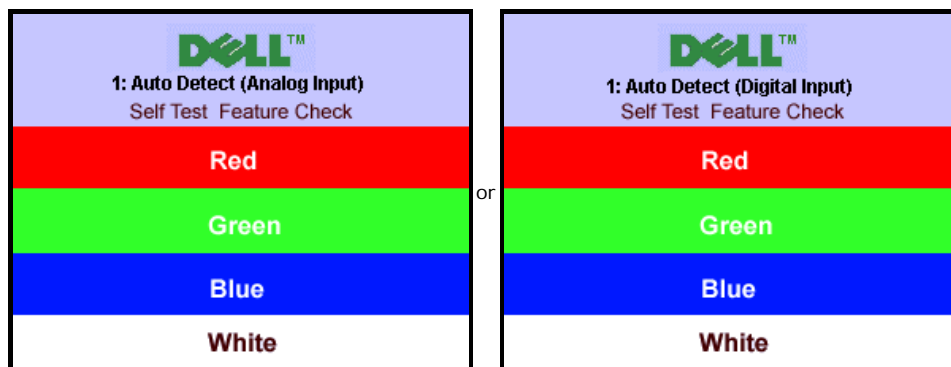 DELL™
1: Auto Detect (Analog Input)
Self Test Feature Check
Red
Green
Blue
White
or
DELL™
1: Auto Detect (Digital Input)
Self Test Feature Check
Red
Green
Blue
White